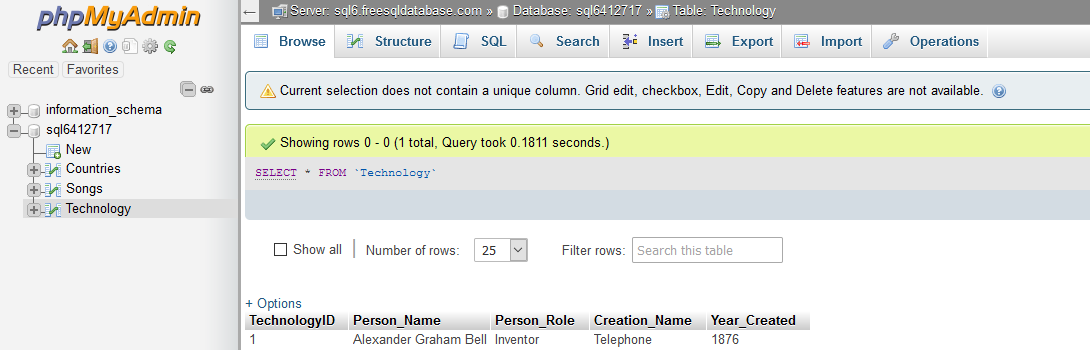 phpMyAdmin
Recent Favorites
information_schema
sql6412717
New
Countries
Songs
Technology
← Server: sql6.freesqldatabase.com » Database: sql6412717 » Table: Technology
Browse Structure SQL Search Insert Export Import Operations
Current selection does not contain a unique column. Grid edit, checkbox, Edit, Copy and Delete features are not available.
Showing rows 0 - 0 (1 total, Query took 0.1811 seconds.)
SELECT * FROM `Technology`
Show all | Number of rows: 25 Filter rows: Search this table
+ Options
TechnologyID Person_Name Person_Role Creation_Name Year_Created
1 Alexander Graham Bell Inventor Telephone 1876